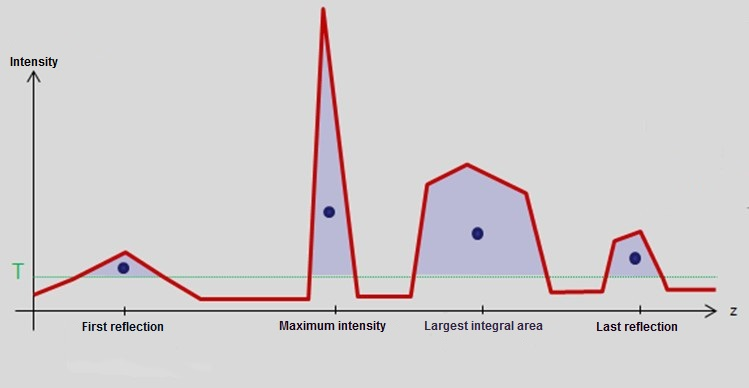 Intensity
T
z
First reflection
Maximum intensity
Largest integral area
Last reflection